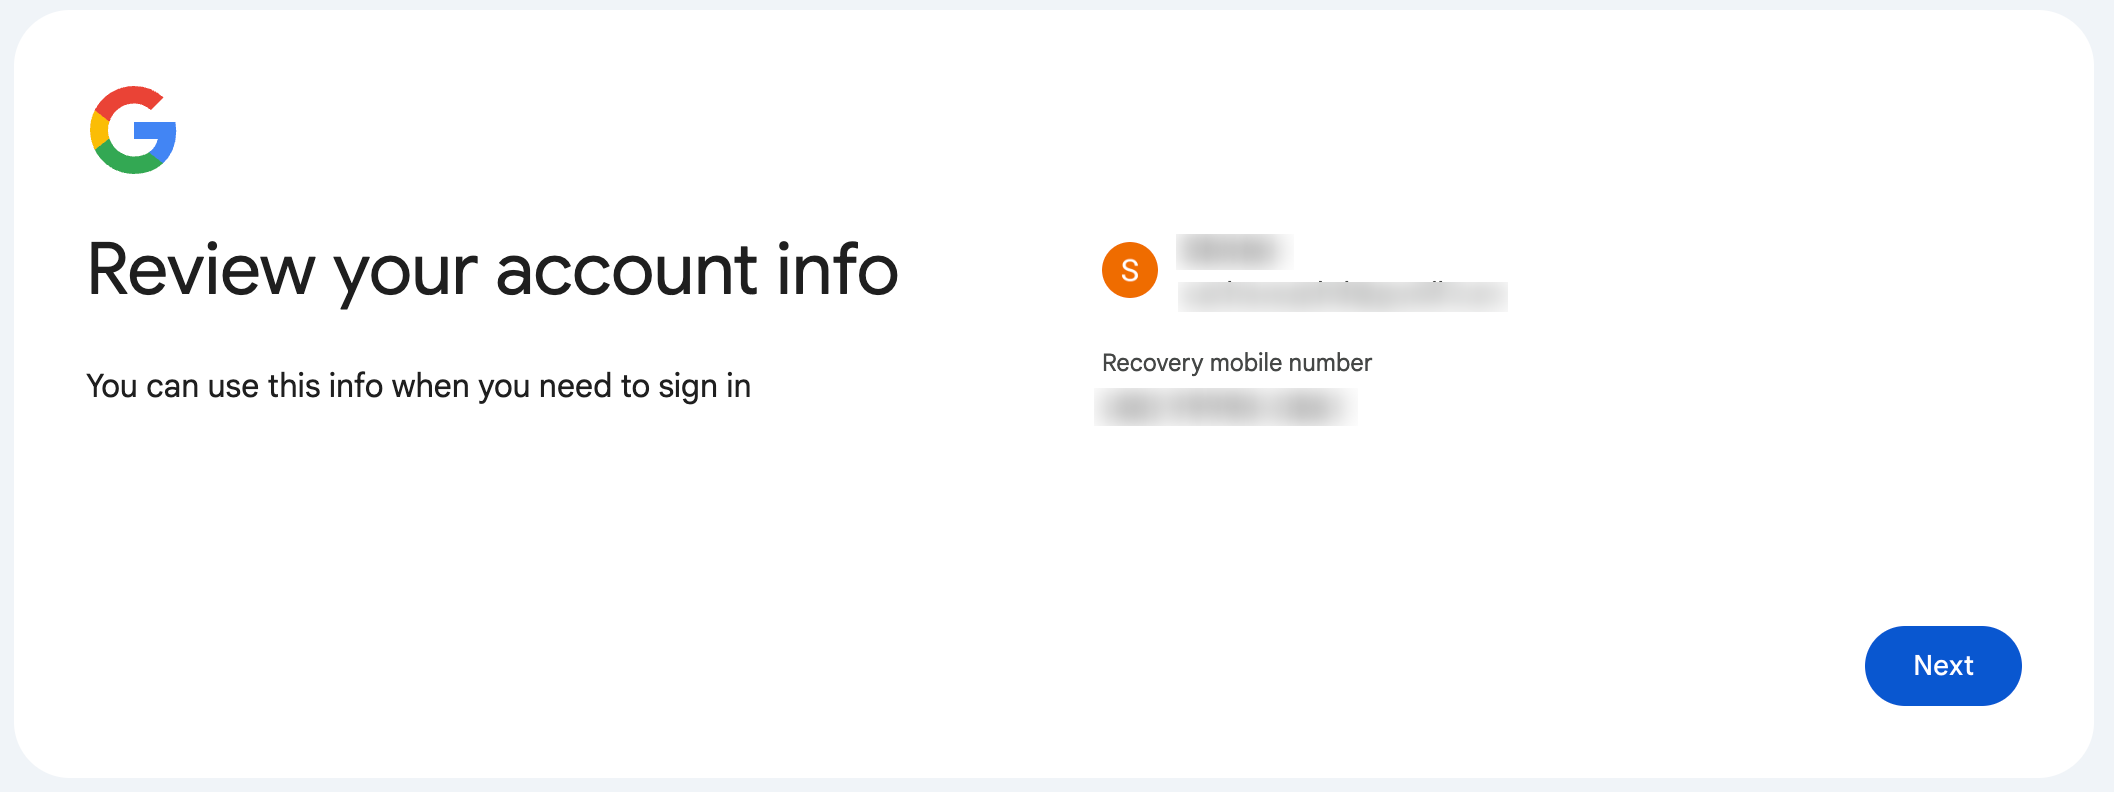 Review your account info
You can use this info when you need to sign in
S
Recovery mobile number
Next